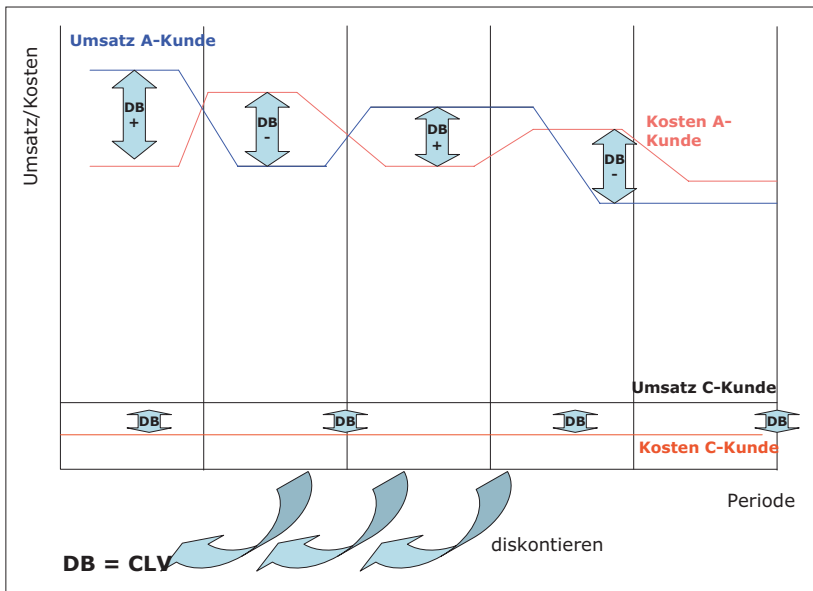 Umsatz A-Kunde
Umsatz/Kosten
DB
+
DB
-
DB
+
DB
-
Kosten A-
Kunde
Umsatz C-Kunde
DB
DB
DB
DB
Kosten C-Kunde
Periode
diskontieren
DB = CLV